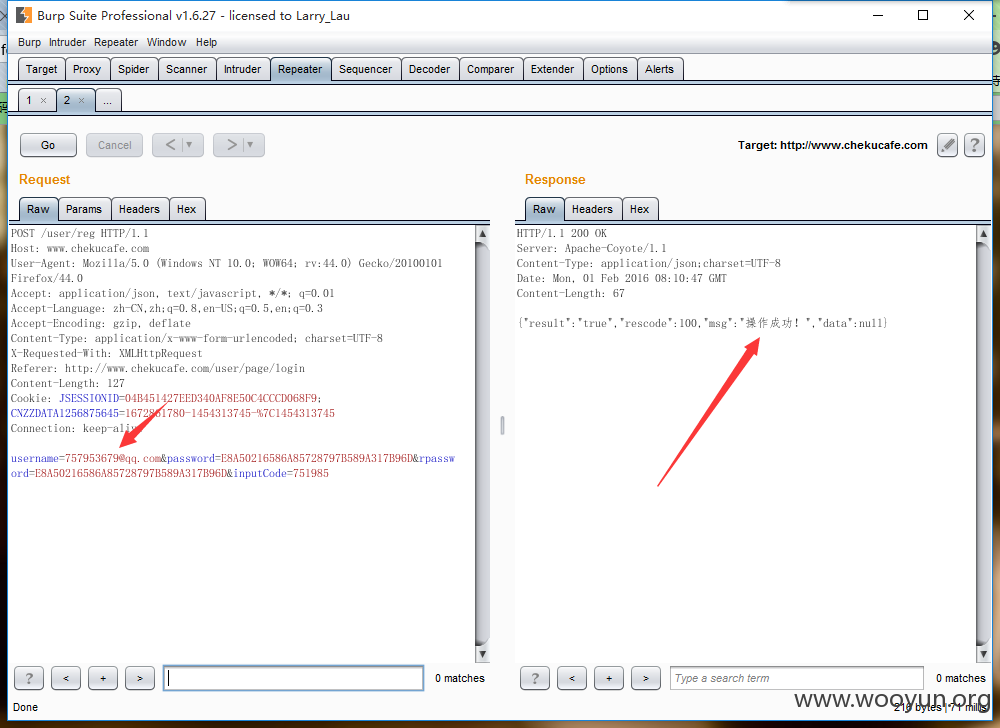 Burp Suite Professional v1.6.27 - licensed to Larry_Lau
Burp Intruder Repeater Window Help
Target Proxy Spider Scanner Intruder Repeater Sequencer Decoder Comparer Extender Options Alerts
1 × 2 × ...
Go Cancel < ▼ > ▼ Target: http://www.chekucafe.com ?
Request
Raw Params Headers Hex
POST /user/reg HTTP/1.1
Host: www.chekucafe.com
User-Agent: Mozilla/5.0 (Windows NT 10.0; WOW64; rv:44.0) Gecko/20100101
Firefox/44.0
Accept: application/json, text/javascript, */*; q=0.01
Accept-Language: zh-CN,zh;q=0.8,en-US;q=0.5,en;q=0.3
Accept-Encoding: gzip, deflate
Content-Type: application/x-www-form-urlencoded; charset=UTF-8
X-Requested-With: XMLHttpRequest
Referer: http://www.chekucafe.com/user/page/login
Content-Length: 127
Cookie: JSESSIONID=04B451427EED340AF8E50C4CCCD068F9;
CNZZDATA1256875645=1672861780-1454313745-%7C1454313745
Connection: keep-alive
username=757953679@qq.com&password=E8A50216586A85728797B589A317B96D&rpassw
ord=E8A50216586A85728797B589A317B96D&inputCode=751985
? < + > 0 matches
Done
Response
Raw Headers Hex
HTTP/1.1 200 OK
Server: Apache-Coyote/1.1
Content-Type: application/json;charset=UTF-8
Date: Mon, 01 Feb 2016 08:10:47 GMT
Content-Length: 67
{"result":"true","rescode":100,"msg":"操作成功！","data":null}
? < + > Type a search term 0 matches
www.wooyun.org
216 bytes | 71 millis